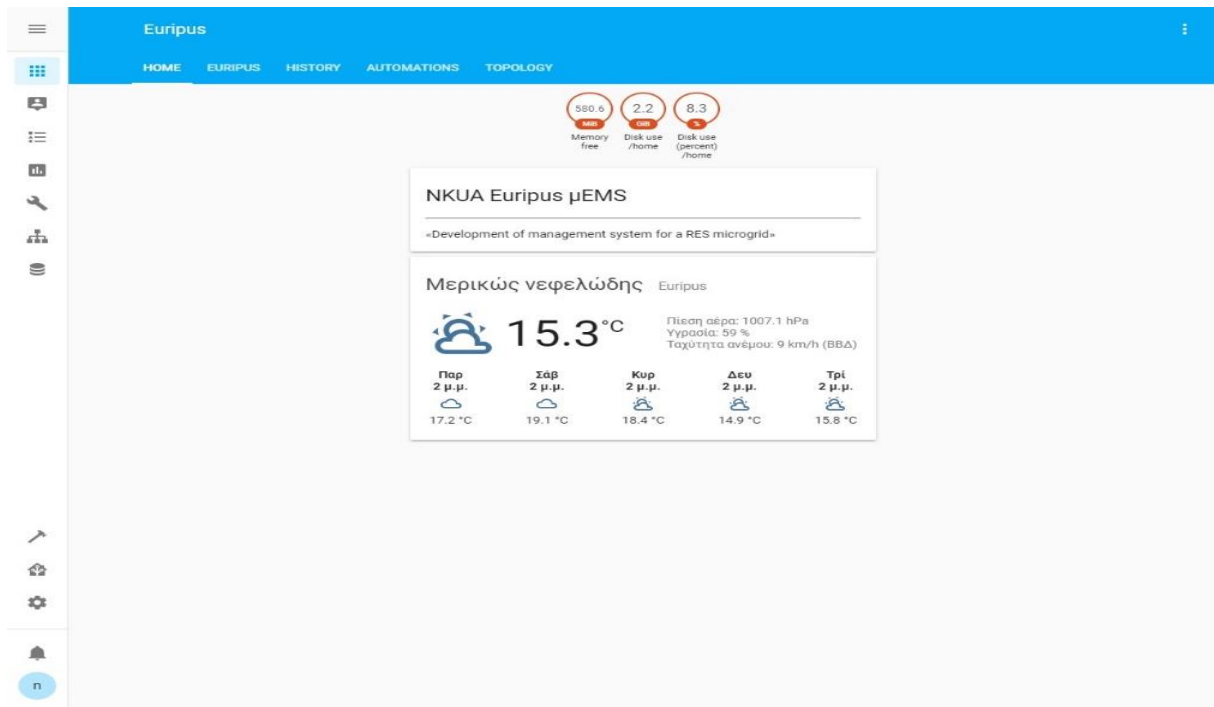 Euripus
HOME EURIPUS HISTORY AUTOMATIONS TOPOLOGY
580.6 2.2 8.3
MiB GiB %
Memory free Disk use /home Disk use (percent) /home
NKUA Euripus μEMS
«Development of management system for a RES microgrid»
Μερικώς νεφελώδης Euripus
15.3 °C
Πίεση αέρα: 1007.1 hPa
Υγρασία: 59 %
Ταχύτητα ανέμου: 9 km/h (ΒΒΔ)
Παρ Σάβ Κυρ Δευ Τρί
2 μ.μ. 2 μ.μ. 2 μ.μ. 2 μ.μ. 2 μ.μ.
17.2 °C 19.1 °C 18.4 °C 14.9 °C 15.8 °C
n